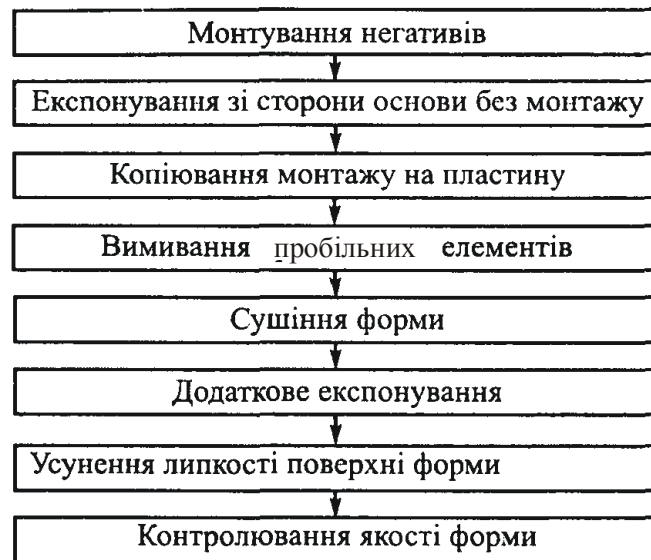 Монтування негативів
Експонування зі сторони основи без монтажу
Копіювання монтажу на пластину
Вимивання пробільних елементів
Сушіння форми
Додаткове експонування
Усунення липкості поверхні форми
Контролювання якості форми